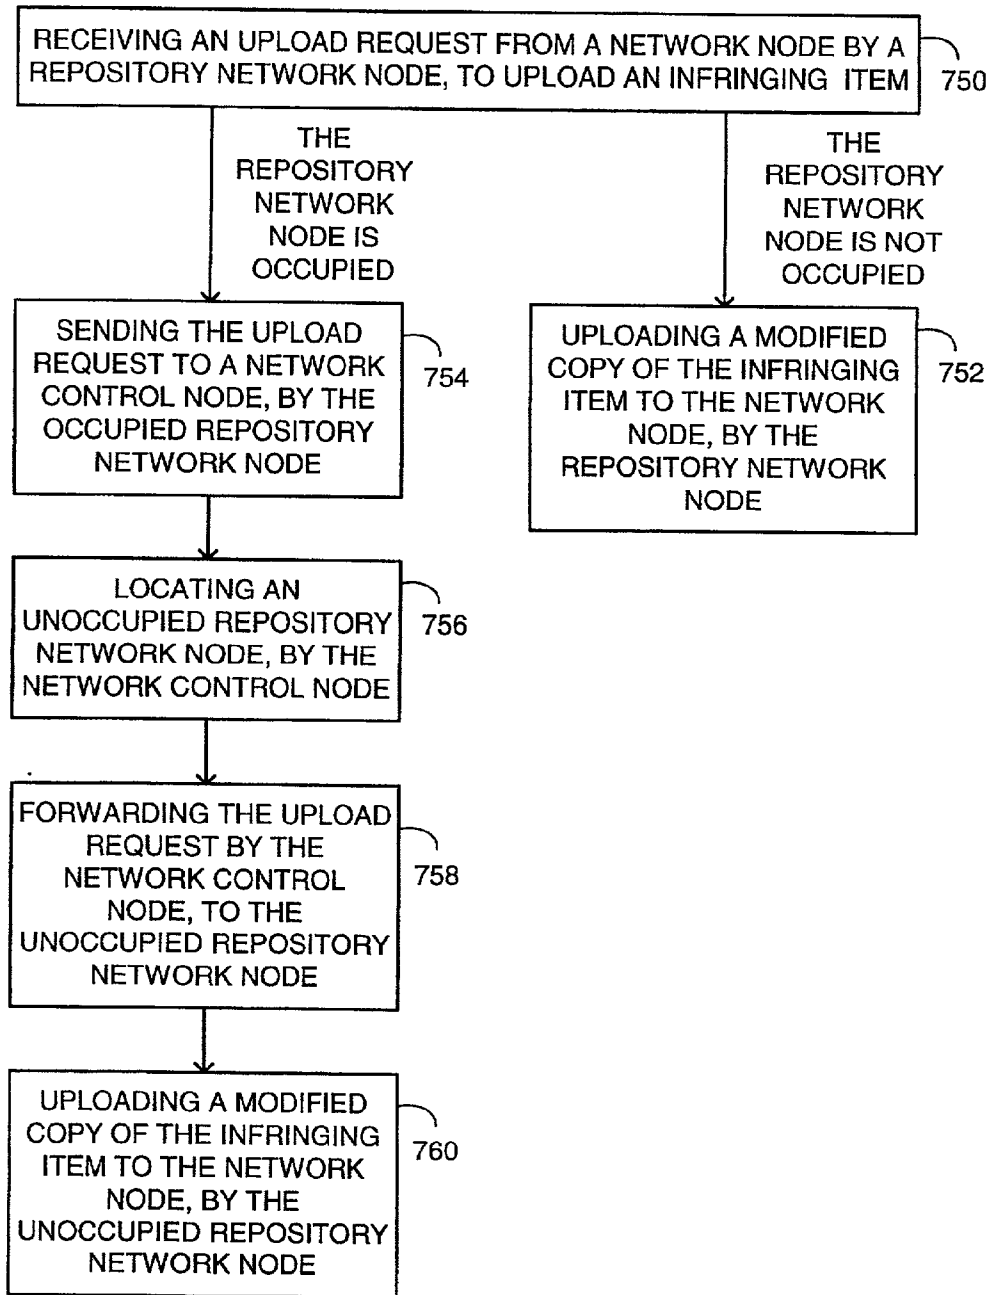 RECEIVING AN UPLOAD REQUEST FROM A NETWORK NODE BY A
REPOSITORY NETWORK NODE, TO UPLOAD AN INFRINGING ITEM
750
THE
REPOSITORY
NETWORK
NODE IS
OCCUPIED
THE
REPOSITORY
NETWORK
NODE IS NOT
OCCUPIED
SENDING THE UPLOAD
REQUEST TO A NETWORK
CONTROL NODE, BY THE
OCCUPIED REPOSITORY
NETWORK NODE
754
UPLOADING A MODIFIED
COPY OF THE INFRINGING
ITEM TO THE NETWORK
NODE, BY THE
REPOSITORY NETWORK
NODE
752
LOCATING AN
UNOCCUPIED REPOSITORY
NETWORK NODE, BY THE
NETWORK CONTROL NODE
756
FORWARDING THE UPLOAD
REQUEST BY THE
NETWORK CONTROL
NODE, TO THE
UNOCCUPIED REPOSITORY
NETWORK NODE
758
UPLOADING A MODIFIED
COPY OF THE INFRINGING
ITEM TO THE NETWORK
NODE, BY THE
UNOCCUPIED REPOSITORY
NETWORK NODE
760